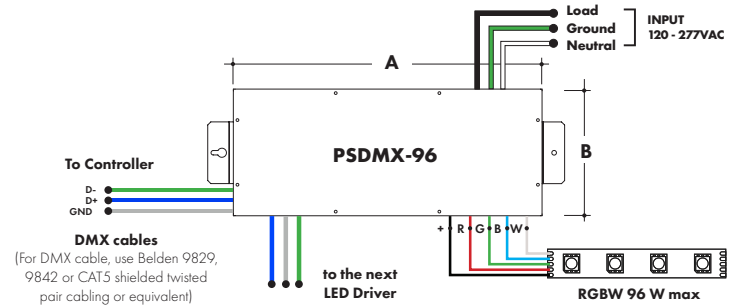 Load
Ground
Neutral
INPUT
120 - 277VAC
A
PSDMX-96
B
To Controller
D-
D+
GND
DMX cables
(For DMX cable, use Belden 9829,
9842 or CAT5 shielded twisted
pair cabling or equivalent)
to the next
LED Driver
+ R G B W
RGBW 96 W max